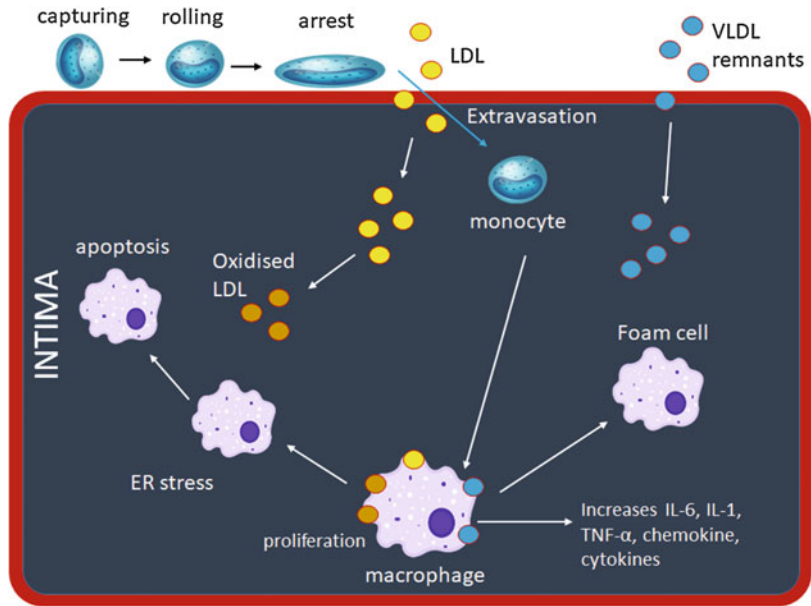 capturing
rolling
arrest
LDL
VLDL
remnants
Extravasation
monocyte
apoptosis
Oxidised
LDL
INTIMA
Foam cell
ER stress
proliferation
macrophage
Increases IL-6, IL-1,
TNF-α, chemokine,
cytokines